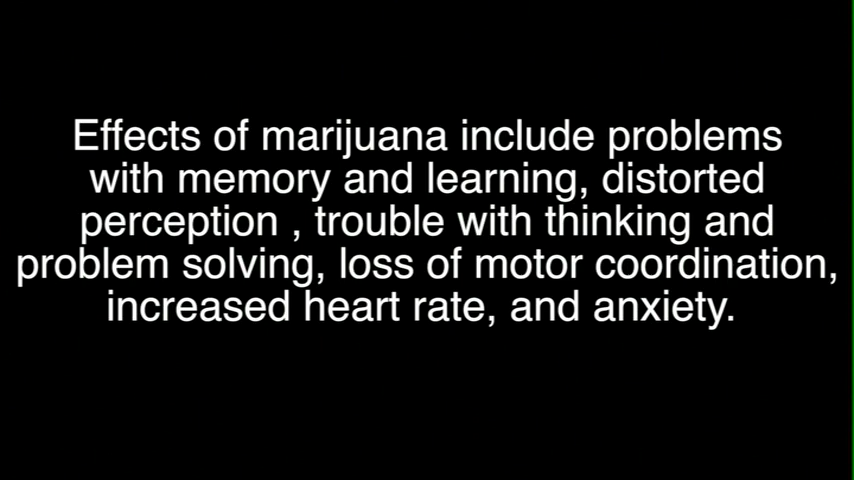 Effects of marijuana include problems
with memory and learning, distorted
perception , trouble with thinking and
problem solving, loss of motor coordination,
increased heart rate, and anxiety.